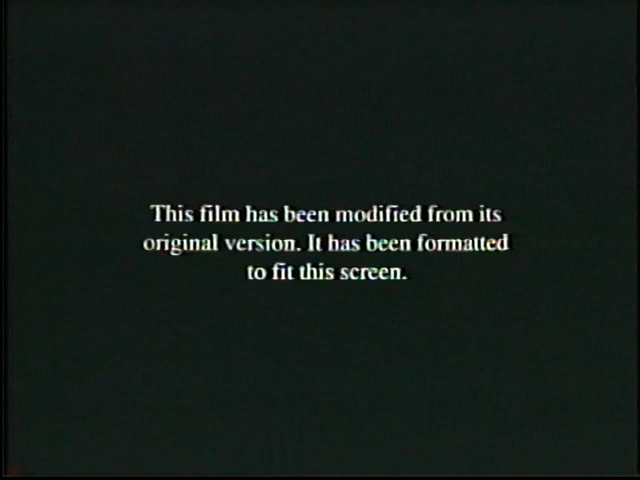 This film has been modified from its
original version. It has been formatted
to fit this screen.